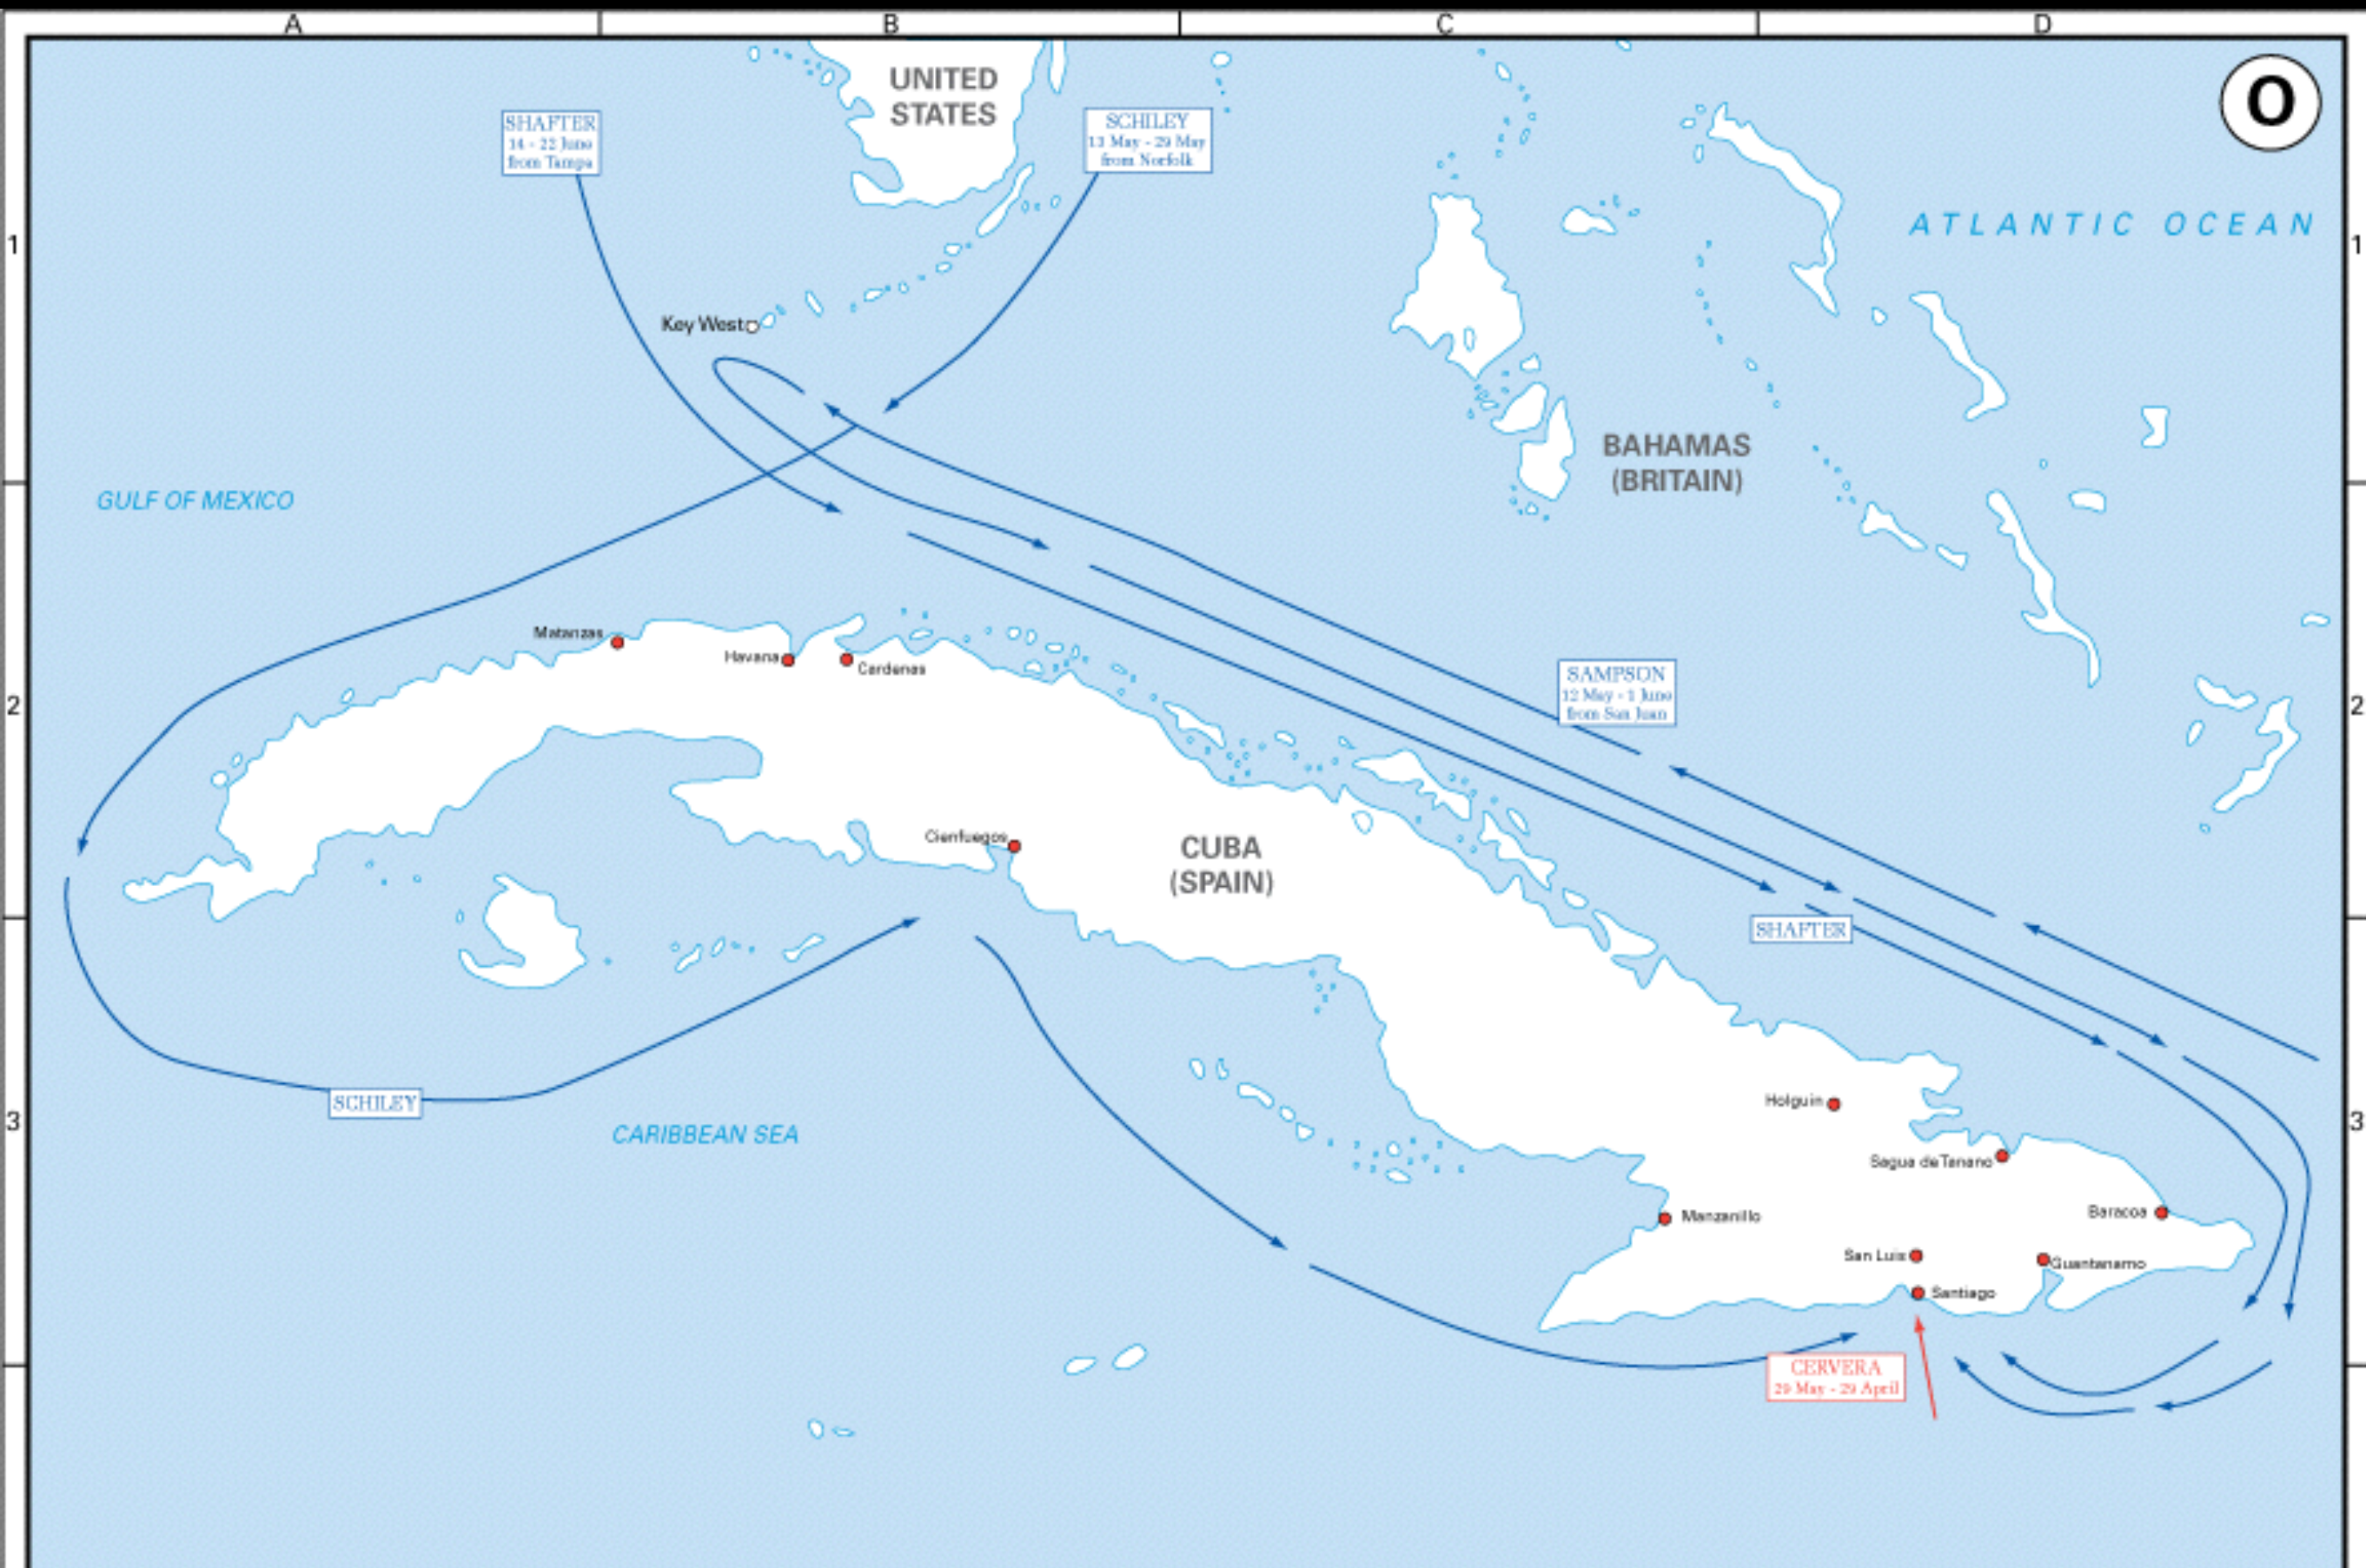 A
B
C
D
O
UNITED
STATES
SHAFTER
14 - 22 June
from Tampa
SCHILEY
13 May - 29 May
from Norfolk
ATLANTIC OCEAN
1
1
Key West
BAHAMAS
(BRITAIN)
GULF OF MEXICO
Matanzas
Havana
Cardenas
SAMPSON
12 May - 1 June
from San Juan
2
2
Cienfuegos
CUBA
(SPAIN)
SHAFTER
SCHILEY
Holguin
3
3
CARIBBEAN SEA
Sagua de Tanano
Manzanillo
Baracoa
San Luis
Guantanamo
Santiago
CERVERA
29 May - 29 April